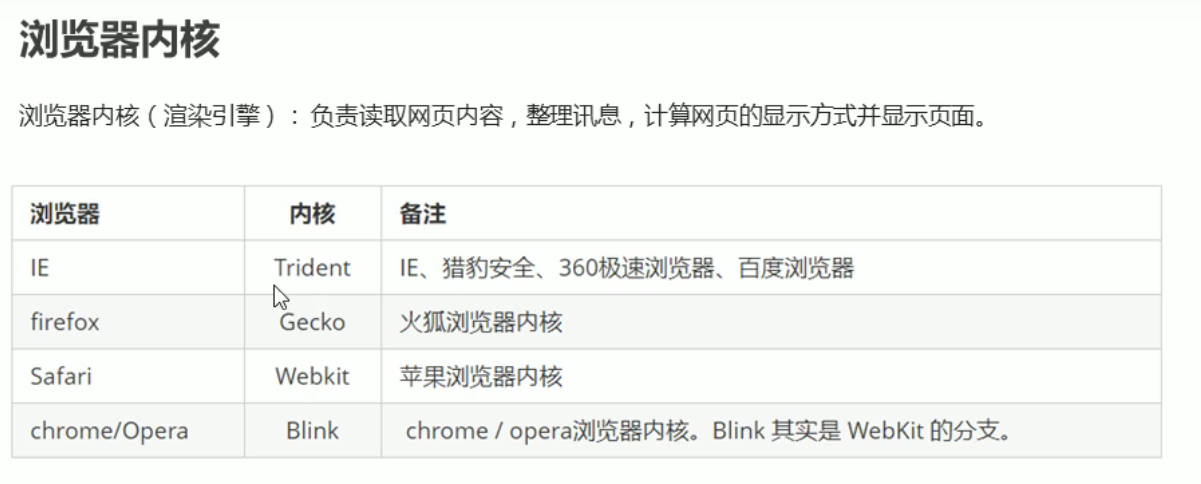 浏览器内核
浏览器内核（渲染引擎）：负责读取网页内容，整理讯息，计算网页的显示方式并显示页面。
浏览器 内核 备注
IE Trident IE、猎豹安全、360极速浏览器、百度浏览器
firefox Gecko 火狐浏览器内核
Safari Webkit 苹果浏览器内核
chrome/Opera Blink chrome / opera浏览器内核。Blink 其实是 WebKit 的分支。